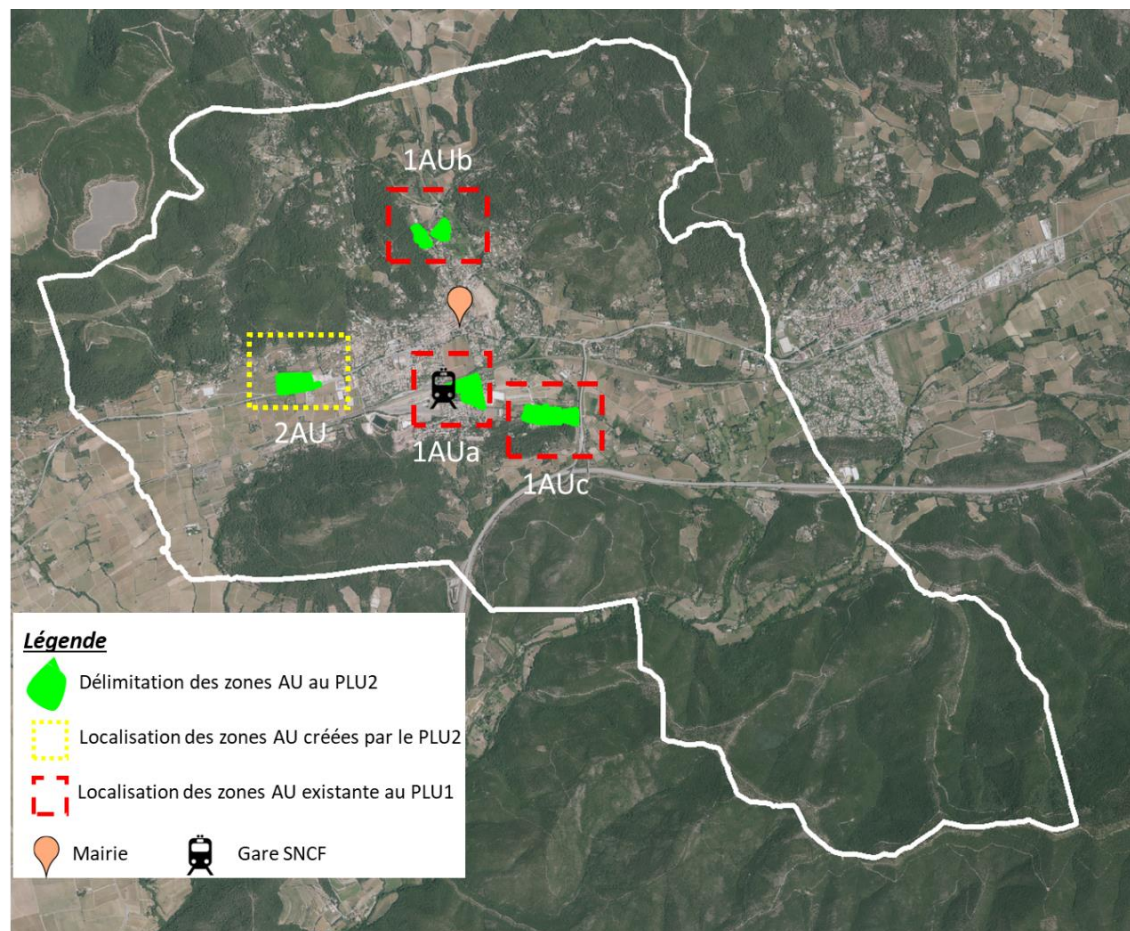 1AUb
2AU
1AUa
1AUc
Légende
Délimitation des zones AU au PLU2
Localisation des zones AU créées par le PLU2
Localisation des zones AU existante au PLU1
Mairie
Gare SNCF